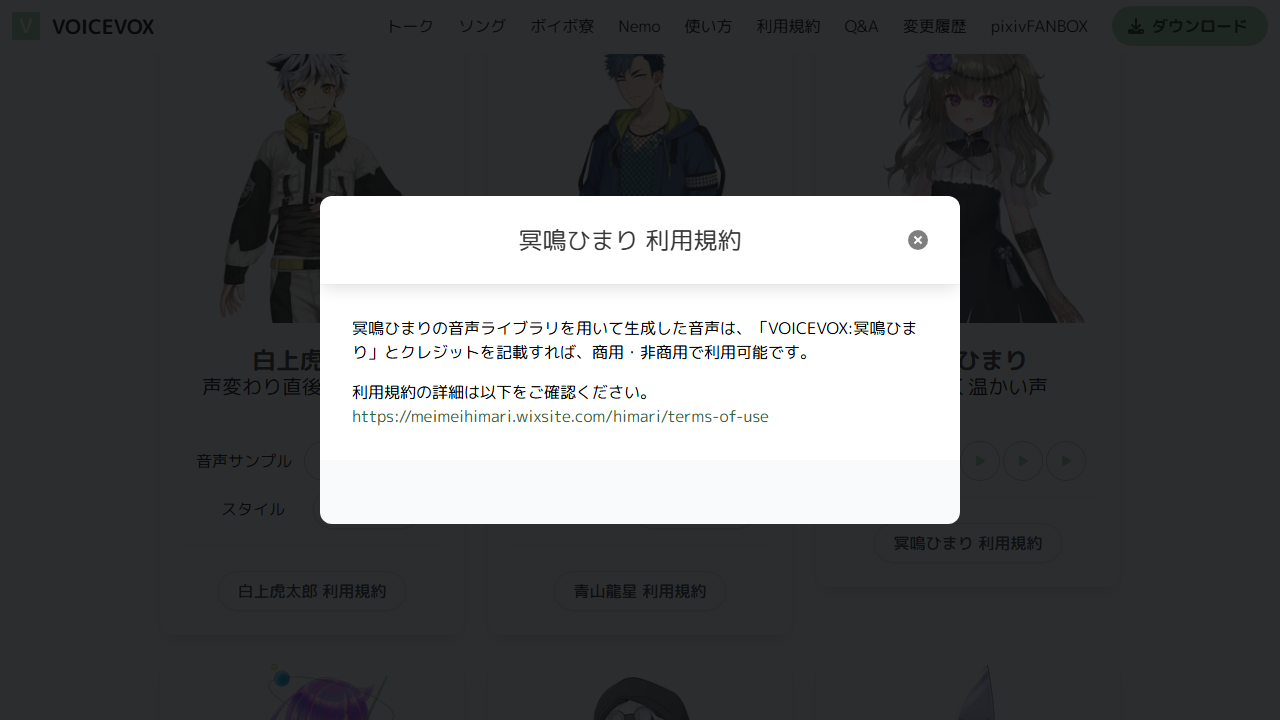 V VOICEVOX トーク ソング ボイボ寮 Nemo 使い方 利用規約 Q&A 変更履歴 pixivFANBOX ダウンロード
冥鳴ひまり 利用規約
冥鳴ひまりの音声ライブラリを用いて生成した音声は、「VOICEVOX:冥鳴ひま
り」とクレジットを記載すれば、商用・非商用で利用可能です。
利用規約の詳細は以下をご確認ください。
https://meimeihimari.wixsite.com/himari/terms-of-use
白上虎
声変わり直後
音声サンプル
スタイル
白上虎太郎 利用規約
青山龍星 利用規約
ひまり
く温かい声
冥鳴ひまり 利用規約